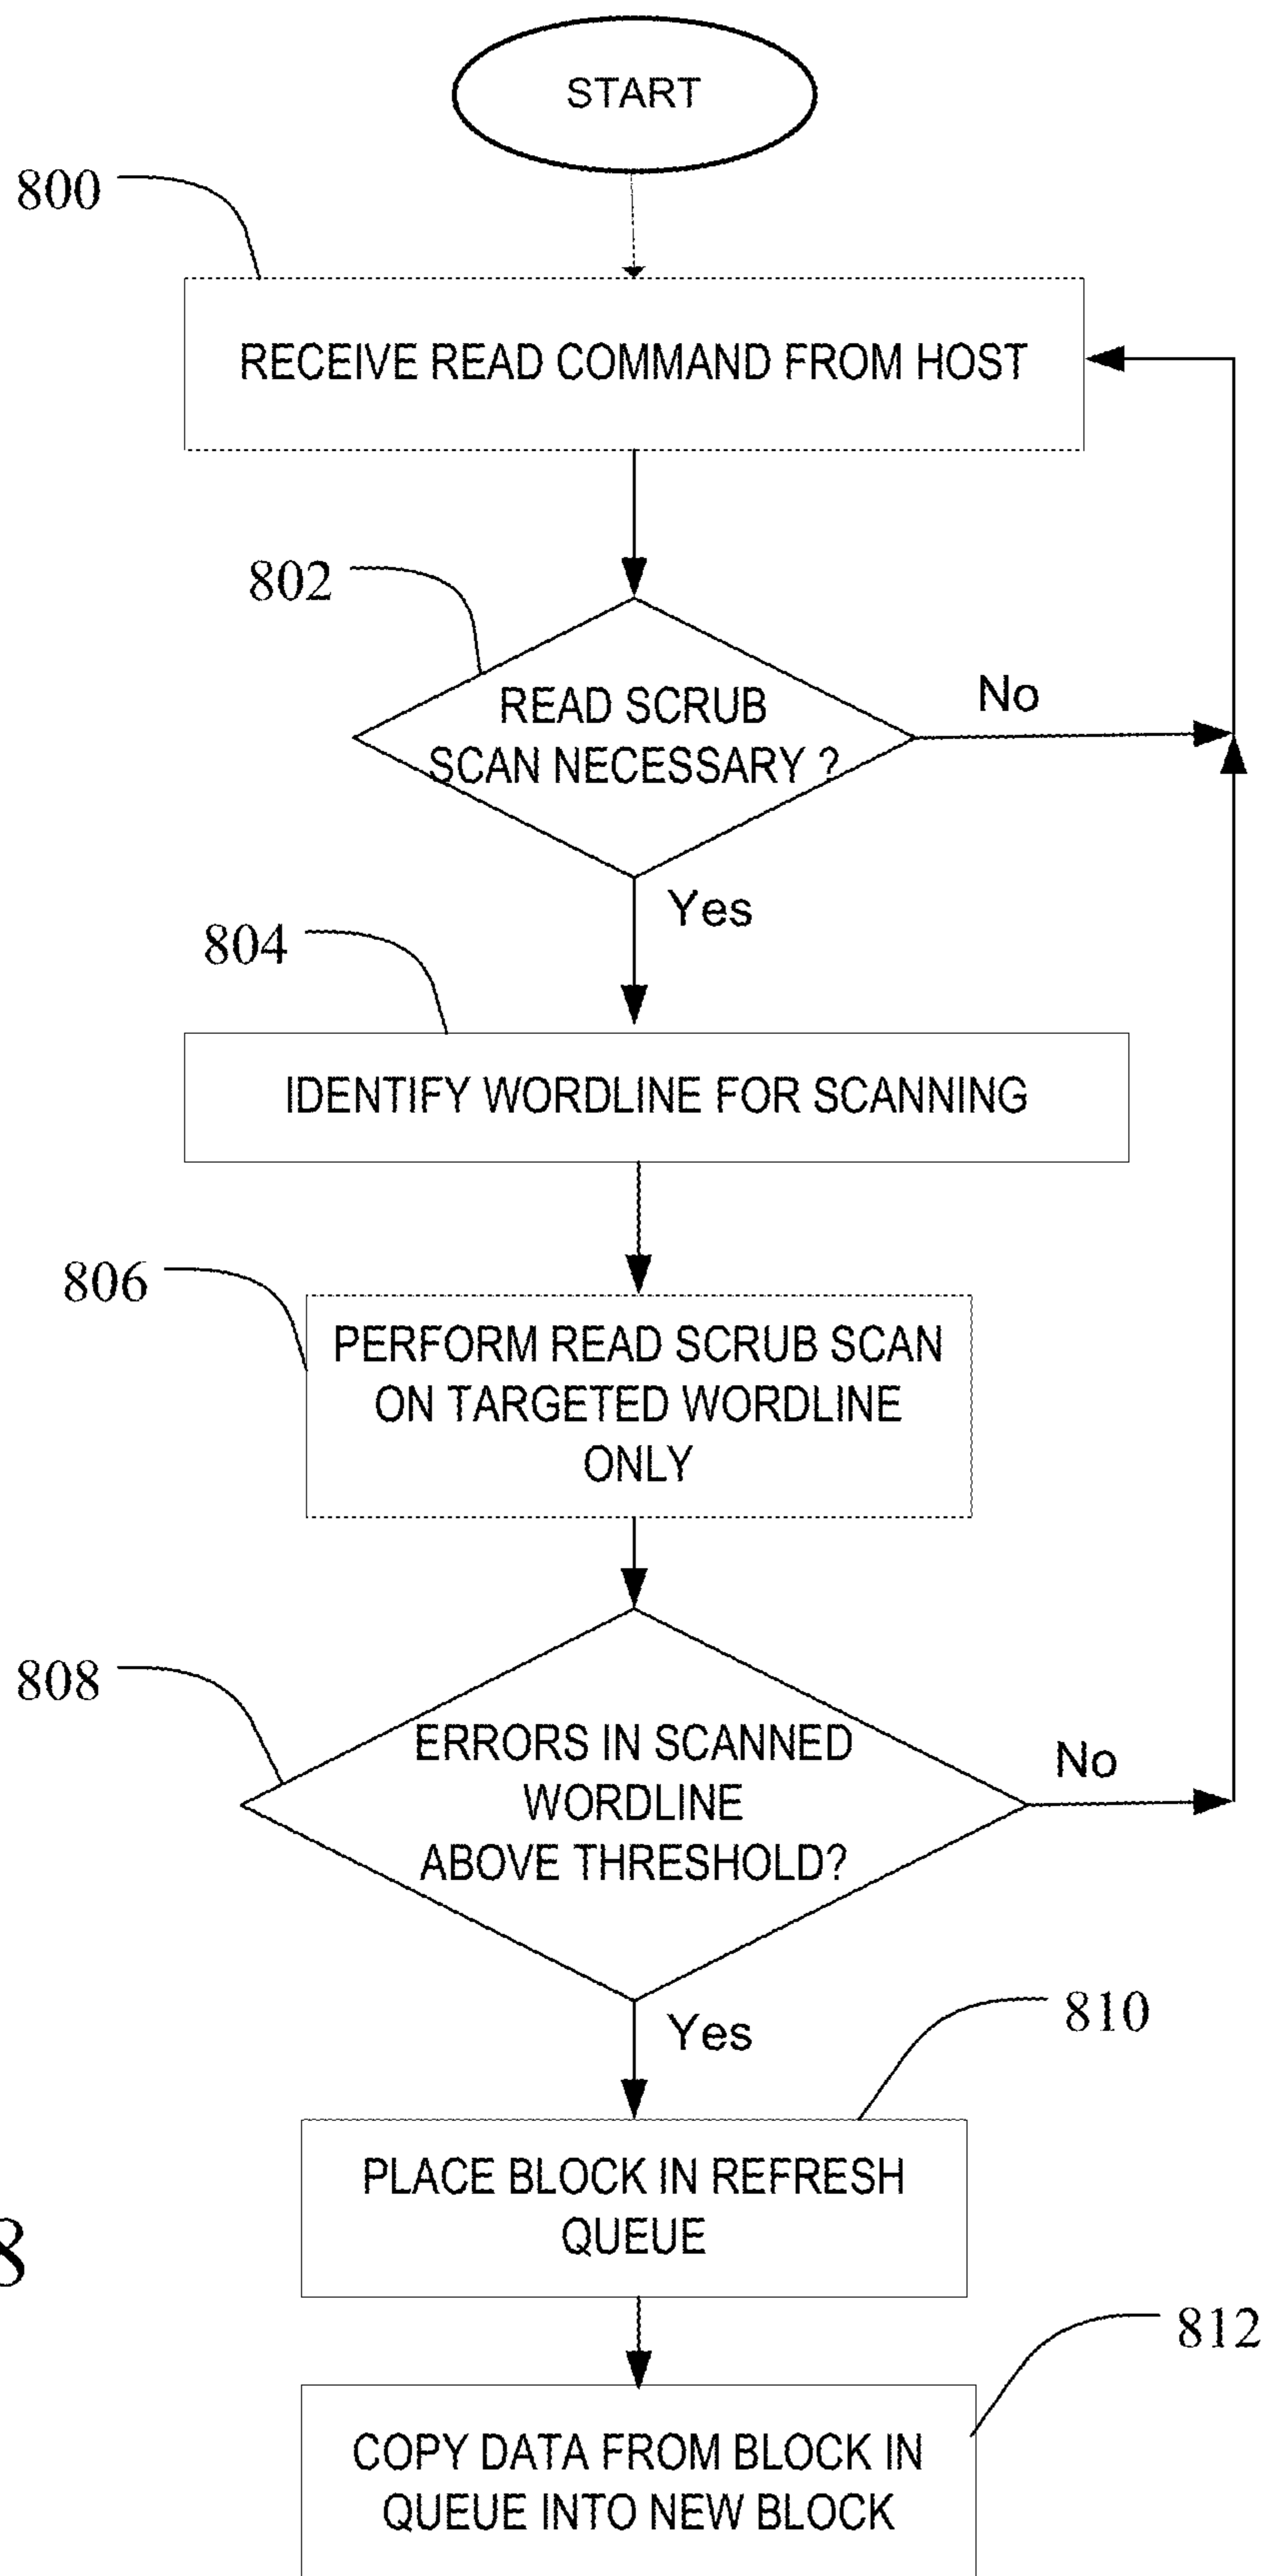 START
800
RECEIVE READ COMMAND FROM HOST
802
READ SCRUB
SCAN NECESSARY ?
No
Yes
804
IDENTIFY WORDLINE FOR SCANNING
806
PERFORM READ SCRUB SCAN
ON TARGETED WORDLINE
ONLY
808
ERRORS IN SCANNED
WORDLINE
ABOVE THRESHOLD?
No
Yes
810
PLACE BLOCK IN REFRESH
QUEUE
8
812
COPY DATA FROM BLOCK IN
QUEUE INTO NEW BLOCK